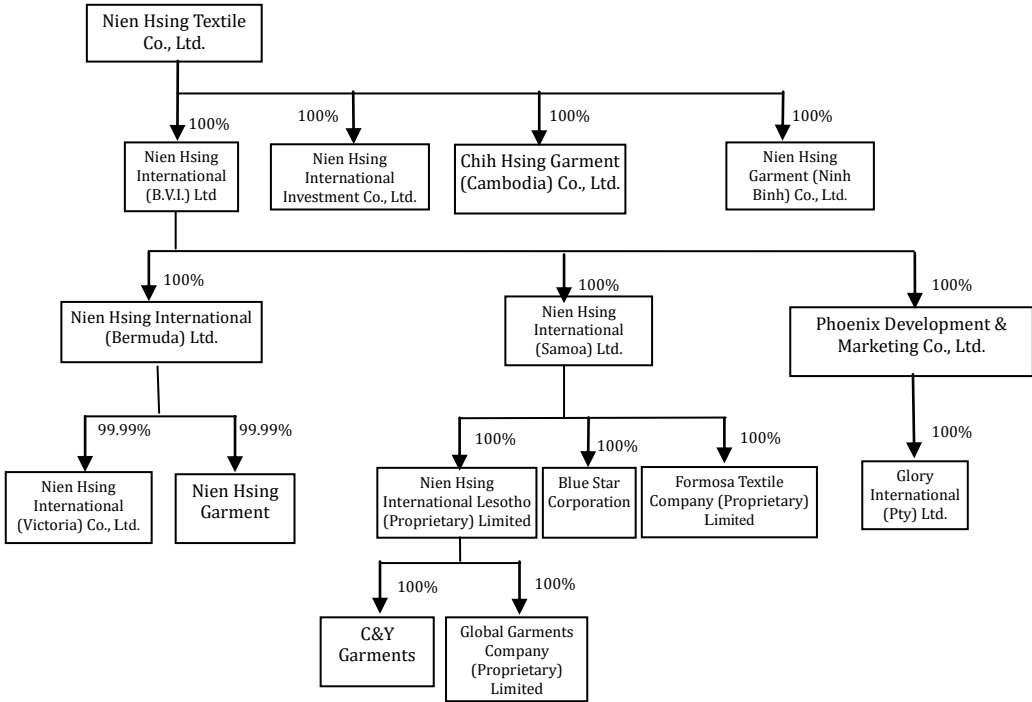 Nien Hsing Textile
Co., Ltd.
100%
100%
100%
100%
Nien Hsing
International
(B.V.I.) Ltd
Nien Hsing
International
Investment Co., Ltd.
Chih Hsing Garment
(Cambodia) Co., Ltd.
Nien Hsing
Garment (Ninh
Binh) Co., Ltd.
100%
100%
100%
Nien Hsing International
(Bermuda) Ltd.
Nien Hsing
International
(Samoa) Ltd.
Phoenix Development &
Marketing Co., Ltd.
99.99%
99.99%
100%
100%
100%
100%
Nien Hsing
International
(Victoria) Co., Ltd.
Nien Hsing
Garment
Nien Hsing
International Lesotho
(Proprietary) Limited
Blue Star
Corporation
Formosa Textile
Company (Proprietary)
Limited
Glory
International
(Pty) Ltd.
100%
100%
C&Y
Garments
Global Garments
Company
(Proprietary)
Limited